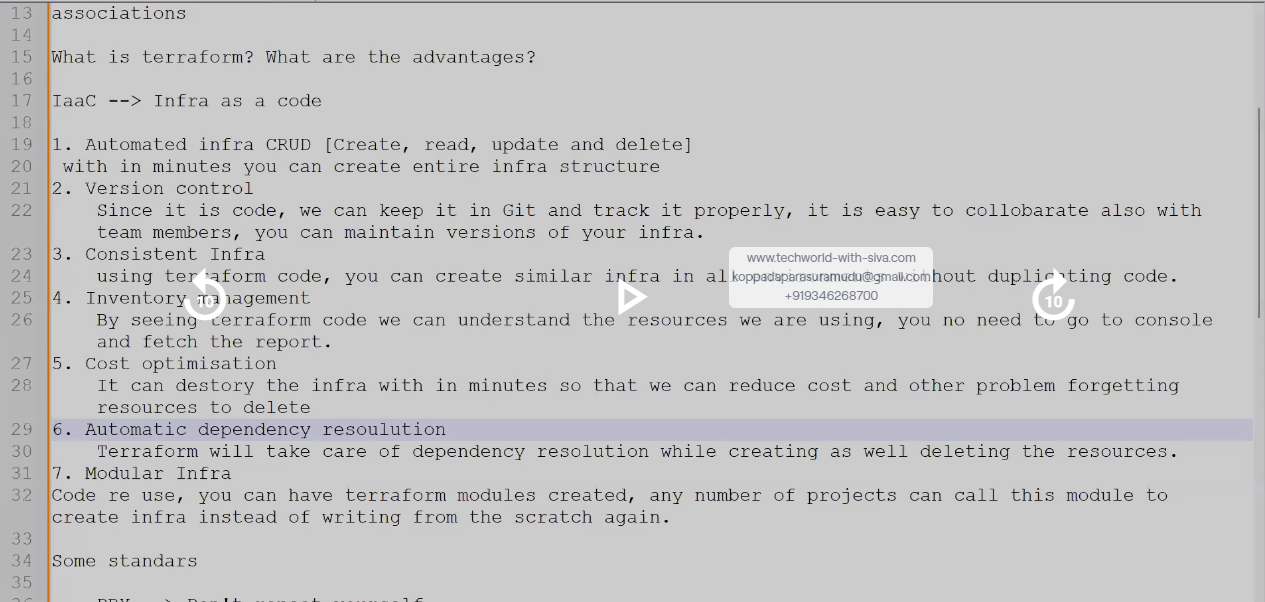 13 associations
14
15 What is terraform? What are the advantages?
16
17 IaaC --> Infra as a code
18
19 1. Automated infra CRUD [Create, read, update and delete]
20 with in minutes you can create entire infra structure
21 2. Version control
22 Since it is code, we can keep it in Git and track it properly, it is easy to collobarate also with
team members, you can maintain versions of your infra.
23 3. Consistent Infra
www.techworld-with-siva.com
24 using terraform code, you can create similar infra in all hout duplicating code.
koppadapi.rasuramudu@gmail.com
25 4. Inventory management
+919346268700
10
10
26 By seeing terraform code we can understand the resources we are using, you no need to go to console
and fetch the report.
27 5. Cost optimisation
28 It can destory the infra with in minutes so that we can reduce cost and other problem forgetting
resources to delete
29 6. Automatic dependency resoulution
30 Terraform will take care of dependency resolution while creating as well deleting the resources.
31 7. Modular Infra
32 Code re use, you can have terraform modules created, any number of projects can call this module to
create infra instead of writing from the scratch again.
33
34 Some standars
35